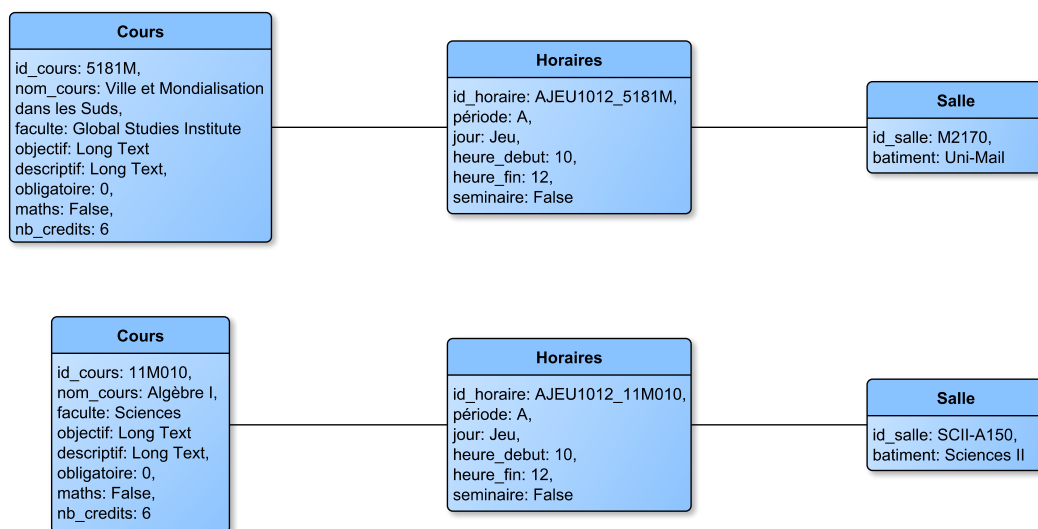 Cours
id_cours: 5181M,
nom_cours: Ville et Mondialisation
dans les Suds,
faculte: Global Studies Institute
objectif: Long Text
descriptif: Long Text,
obligatoire: 0,
maths: False,
nb_credits: 6
Horaires
id_horaire: AJEU1012_5181M,
période: A,
jour: Jeu,
heure_debut: 10,
heure_fin: 12,
seminaire: False
Salle
id_salle: M2170,
batiment: Uni-Mail
Cours
id_cours: 11M010,
nom_cours: Algèbre I,
faculte: Sciences
objectif: Long Text
descriptif: Long Text,
obligatoire: 0,
maths: False,
nb_credits: 6
Horaires
id_horaire: AJEU1012_11M010,
période: A,
jour: Jeu,
heure_debut: 10,
heure_fin: 12,
seminaire: False
Salle
id_salle: SCII-A150,
batiment: Sciences II